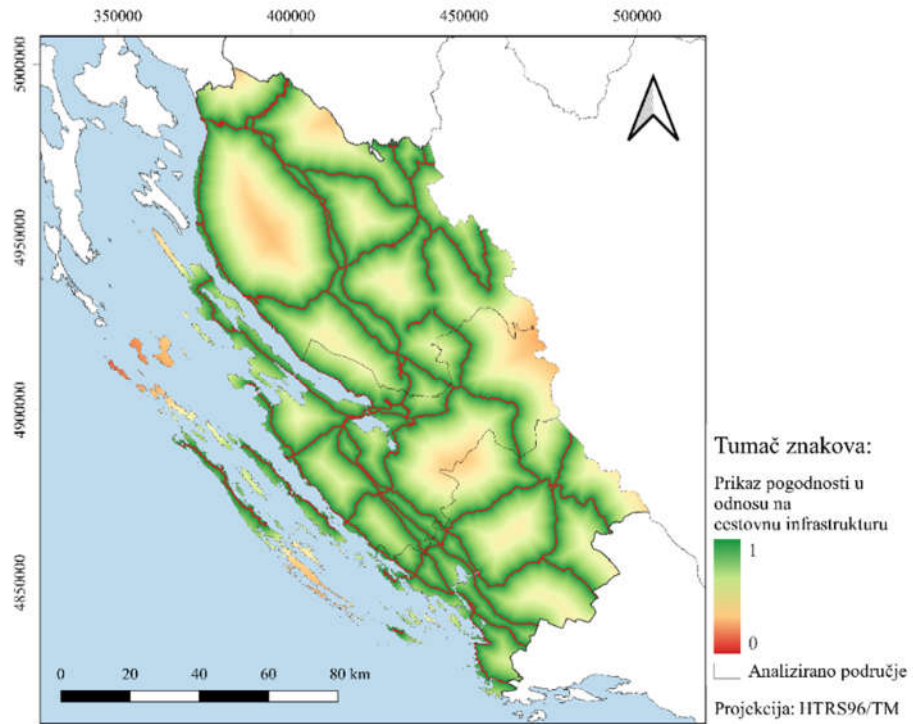 350000 400000 450000 500000
5000000
4950000
4900000
4850000
0 20 40 60 80 km
Tumač znakova:
Prikaz pogodnosti u
odnosu na
cestovnu infrastrukturu
1
0
Analizirano područje
Projekcija: HTRS96/TM